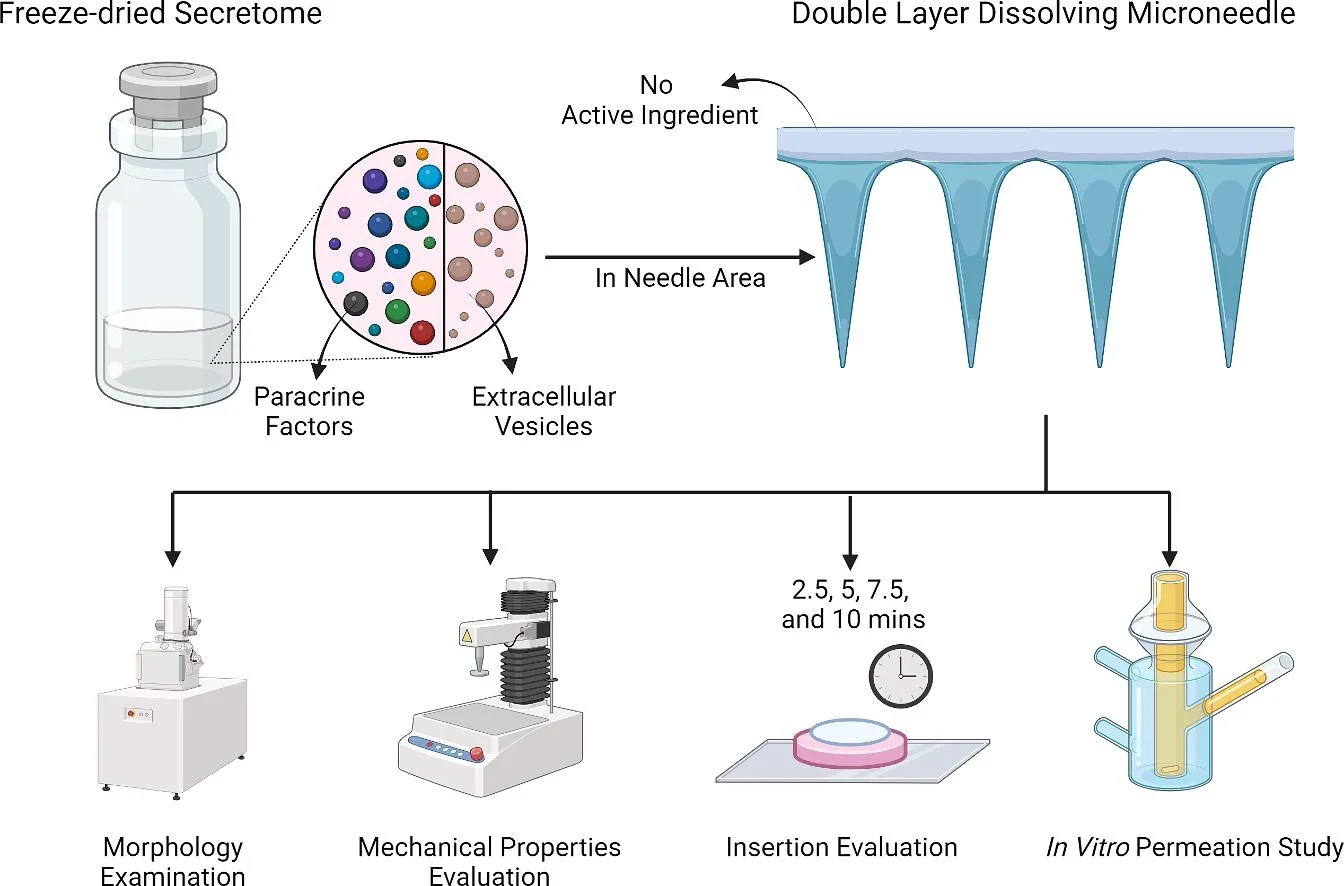 Freeze-dried Secretome
Double Layer Dissolving Microneedle
No
Active Ingredient
In Needle Area
Paracrine
Factors
Extracellular
Vesicles
2.5, 5, 7.5,
and 10 mins
Morphology
Examination
Mechanical Properties
Evaluation
Insertion Evaluation
In Vitro Permeation Study